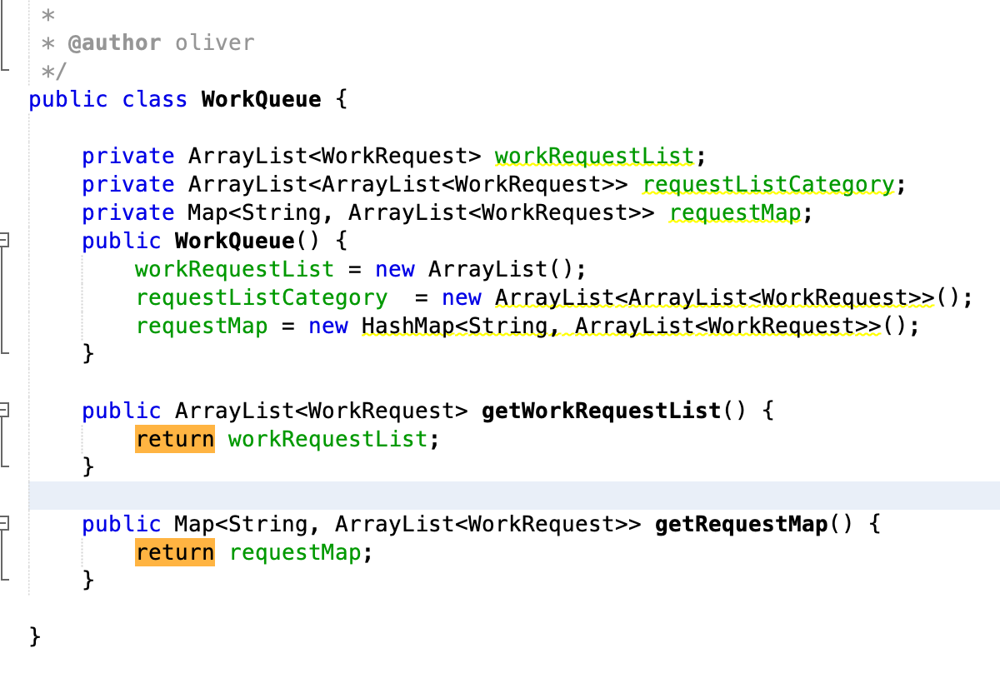 *
* @author oliver
*/
public class WorkQueue {
private ArrayList<WorkRequest> workRequestList;
private ArrayList<ArrayList<WorkRequest>> requestListCategory;
private Map<String, ArrayList<WorkRequest>> requestMap;
public WorkQueue() {
workRequestList = new ArrayList();
requestListCategory  = new ArrayList<ArrayList<WorkRequest>>();
requestMap = new HashMap<String, ArrayList<WorkRequest>>();
}
public ArrayList<WorkRequest> getWorkRequestList() {
return workRequestList;
}
public Map<String, ArrayList<WorkRequest>> getRequestMap() {
return requestMap;
}
}